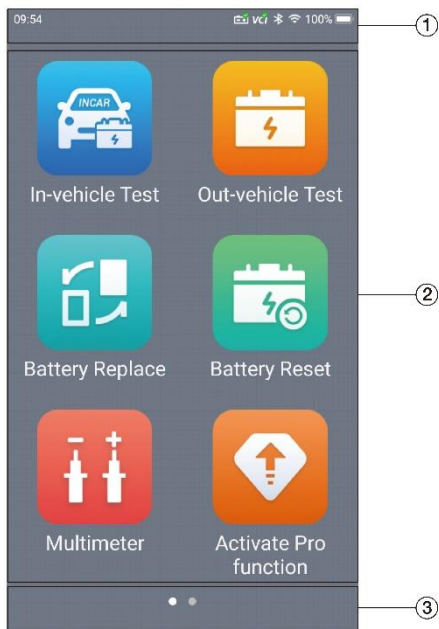 09:54 VCI 100%
①
INCAR
In-vehicle Test Out-vehicle Test
②
Battery Replace Battery Reset
Multimeter Activate Pro
function
③